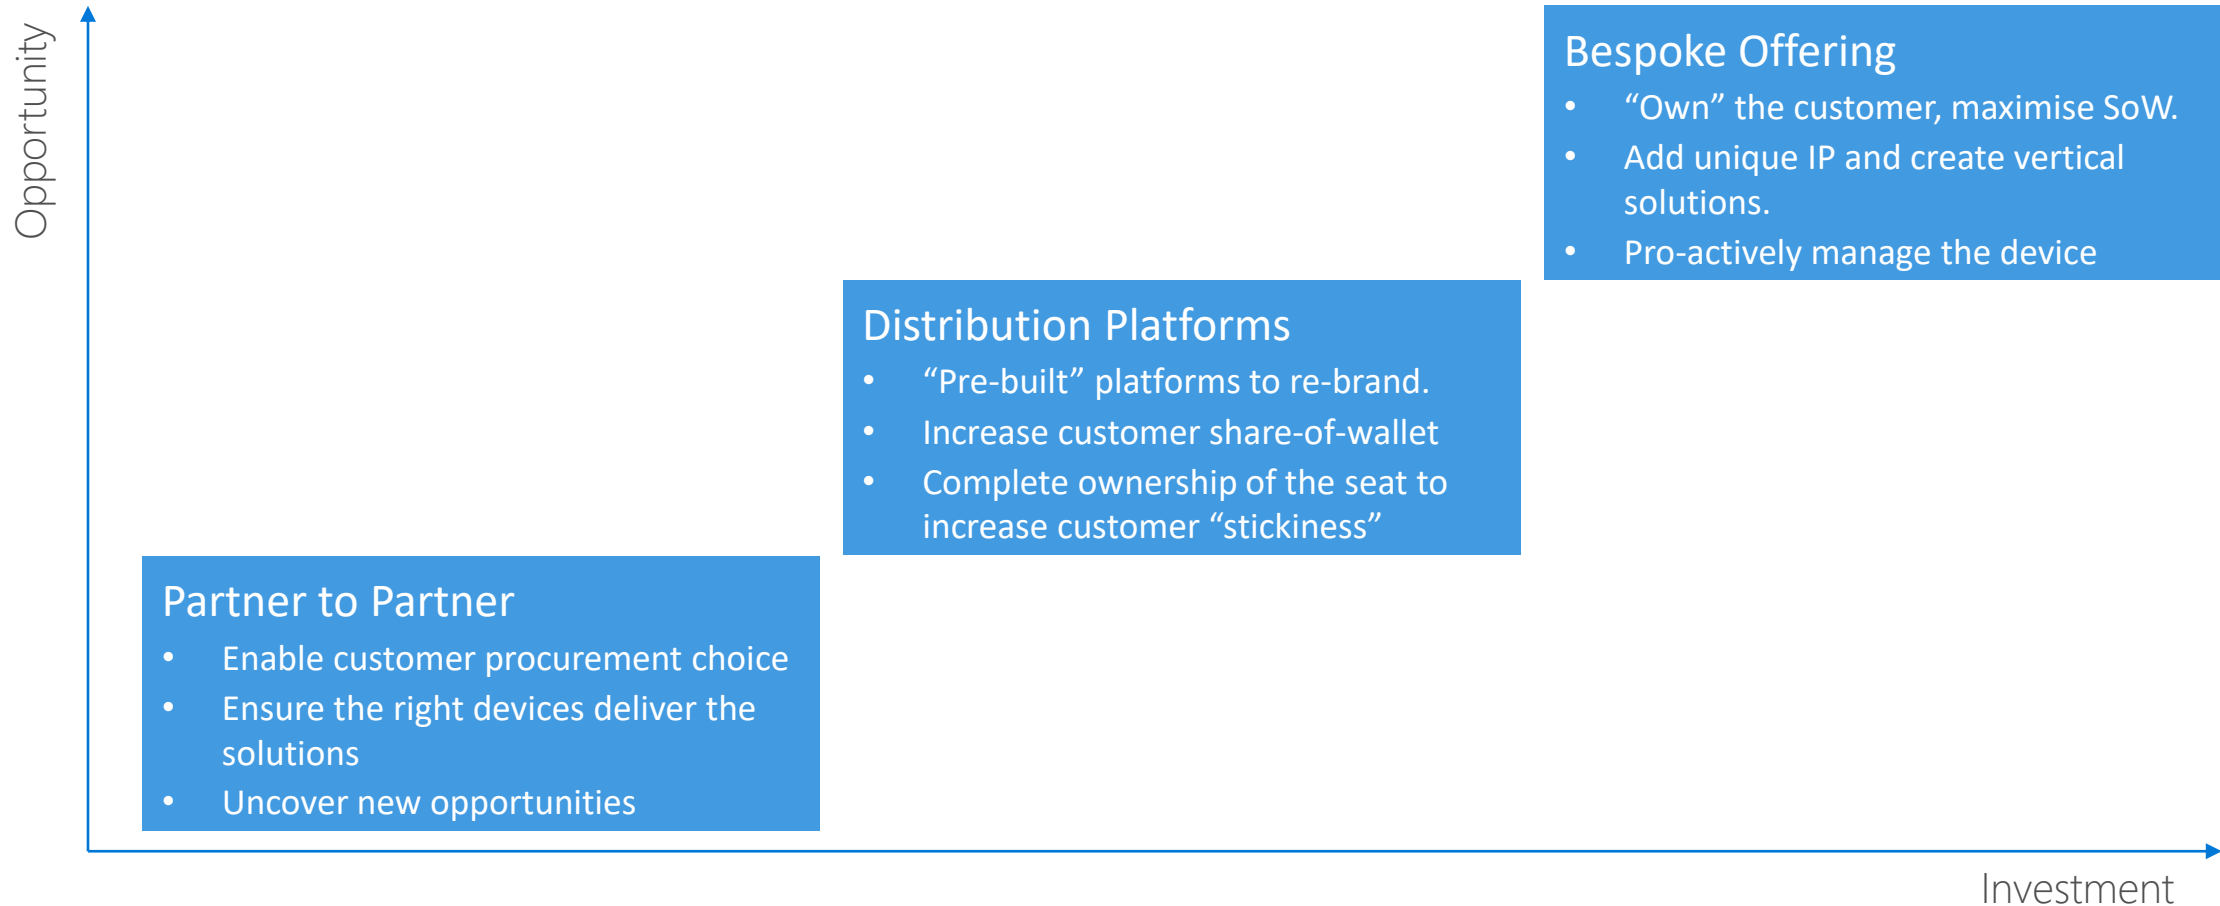 Opportunity
Bespoke Offering
• “Own” the customer, maximise SoW.
• Add unique IP and create vertical
solutions.
• Pro-actively manage the device
Distribution Platforms
• “Pre-built” platforms to re-brand.
• Increase customer share-of-wallet
• Complete ownership of the seat to
increase customer “stickiness”
Partner to Partner
• Enable customer procurement choice
• Ensure the right devices deliver the
solutions
• Uncover new opportunities
Investment